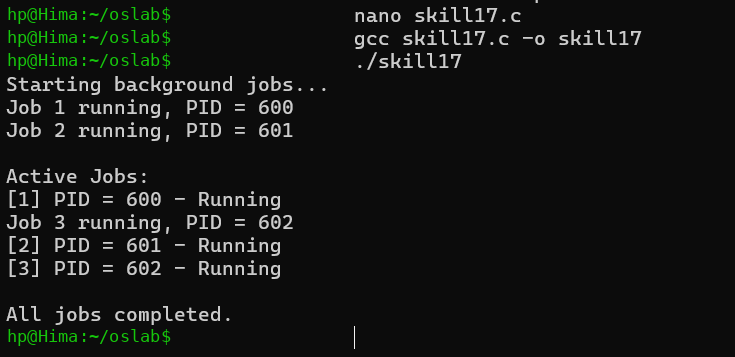 hp@Hima:~/oslab$ nano skill17.c
hp@Hima:~/oslab$ gcc skill17.c -o skill17
hp@Hima:~/oslab$ ./skill17
Starting background jobs...
Job 1 running, PID = 600
Job 2 running, PID = 601

Active Jobs:
[1] PID = 600 - Running
Job 3 running, PID = 602
[2] PID = 601 - Running
[3] PID = 602 - Running

All jobs completed.
hp@Hima:~/oslab$